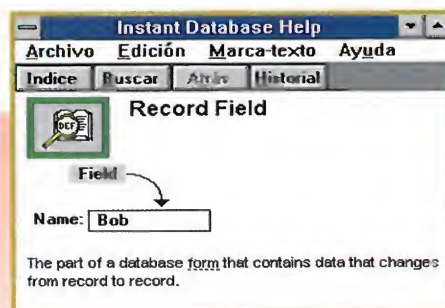 Instant Database Help
Archivo Edición Marca-texto Ayuda
Indice Buscar Atrás Historial
DEF Record Field
Field
Name: Bob
The part of a database form that contains data that changes
from record to record.